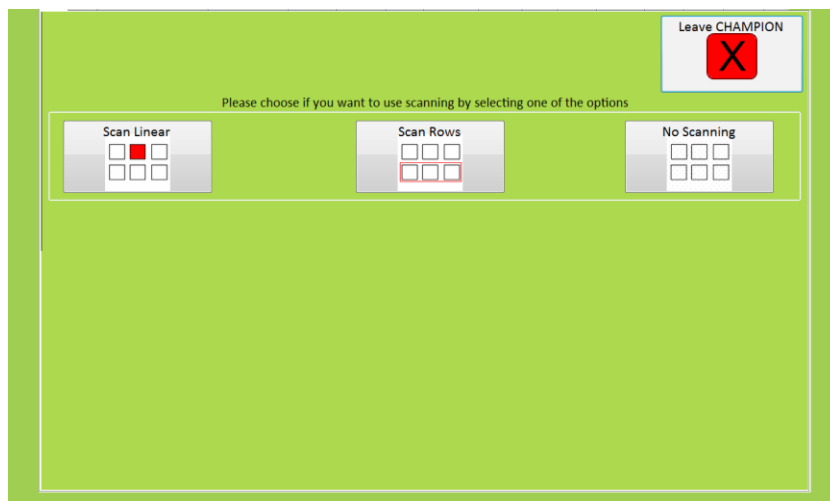 Leave CHAMPION
X
Please choose if you want to use scanning by selecting one of the options
Scan Linear
Scan Rows
No Scanning